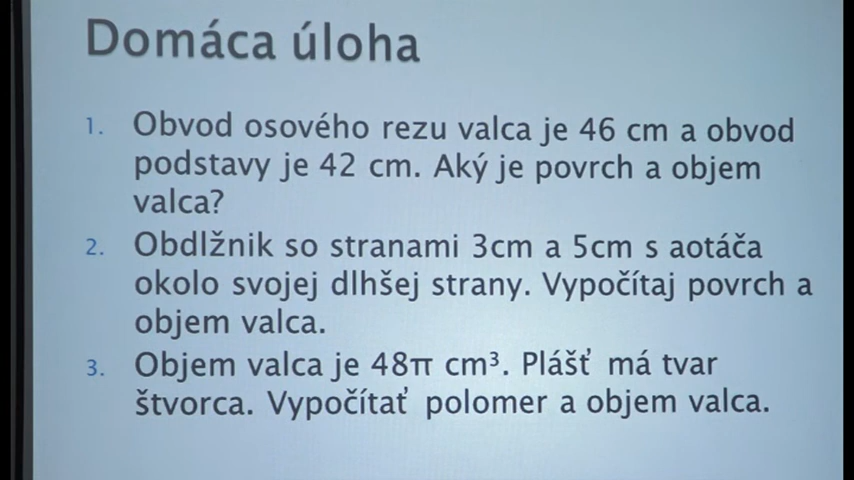 Domáca úloha
1. Obvod osového rezu valca je 46 cm a obvod
podstavy je 42 cm. Aký je povrch a objem
valca?
2. Obdlžnik so stranami 3cm a 5cm s aotáča
okolo svojej dlhšej strany. Vypočítaj povrch a
objem valca.
3. Objem valca je 48π cm³. Plášť má tvar
štvorca. Vypočítať polomer a objem valca.